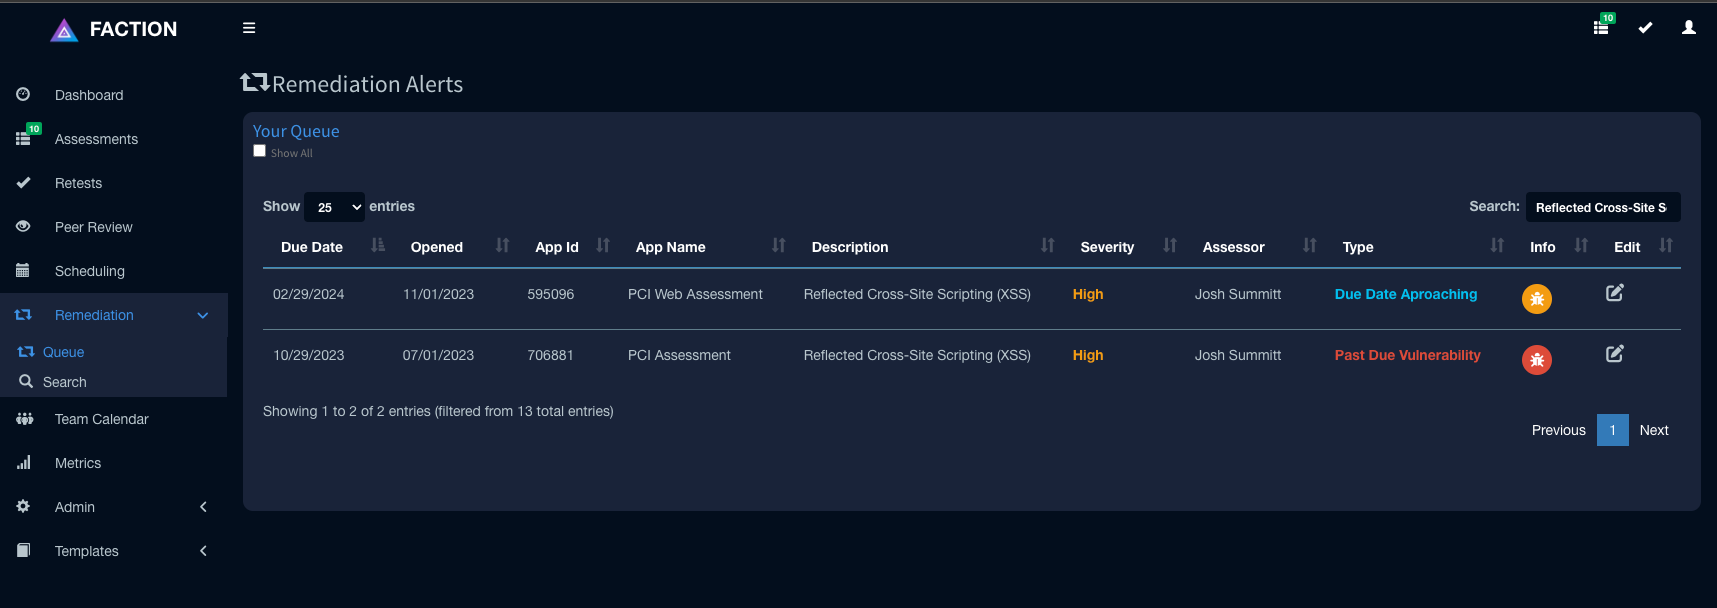 FACTION
10
Dashboard
10
Assessments
Retests
Peer Review
Scheduling
Remediation
Queue
Search
Team Calendar
Metrics
Admin
Templates
Remediation Alerts
Your Queue
Show All
Show 25 entries
Search: Reflected Cross-Site S
Due Date Opened App Id App Name Description Severity Assessor Type Info Edit
02/29/2024 11/01/2023 595096 PCI Web Assessment Reflected Cross-Site Scripting (XSS) High Josh Summitt Due Date Aproaching
10/29/2023 07/01/2023 706881 PCI Assessment Reflected Cross-Site Scripting (XSS) High Josh Summitt Past Due Vulnerability
Showing 1 to 2 of 2 entries (filtered from 13 total entries)
Previous 1 Next